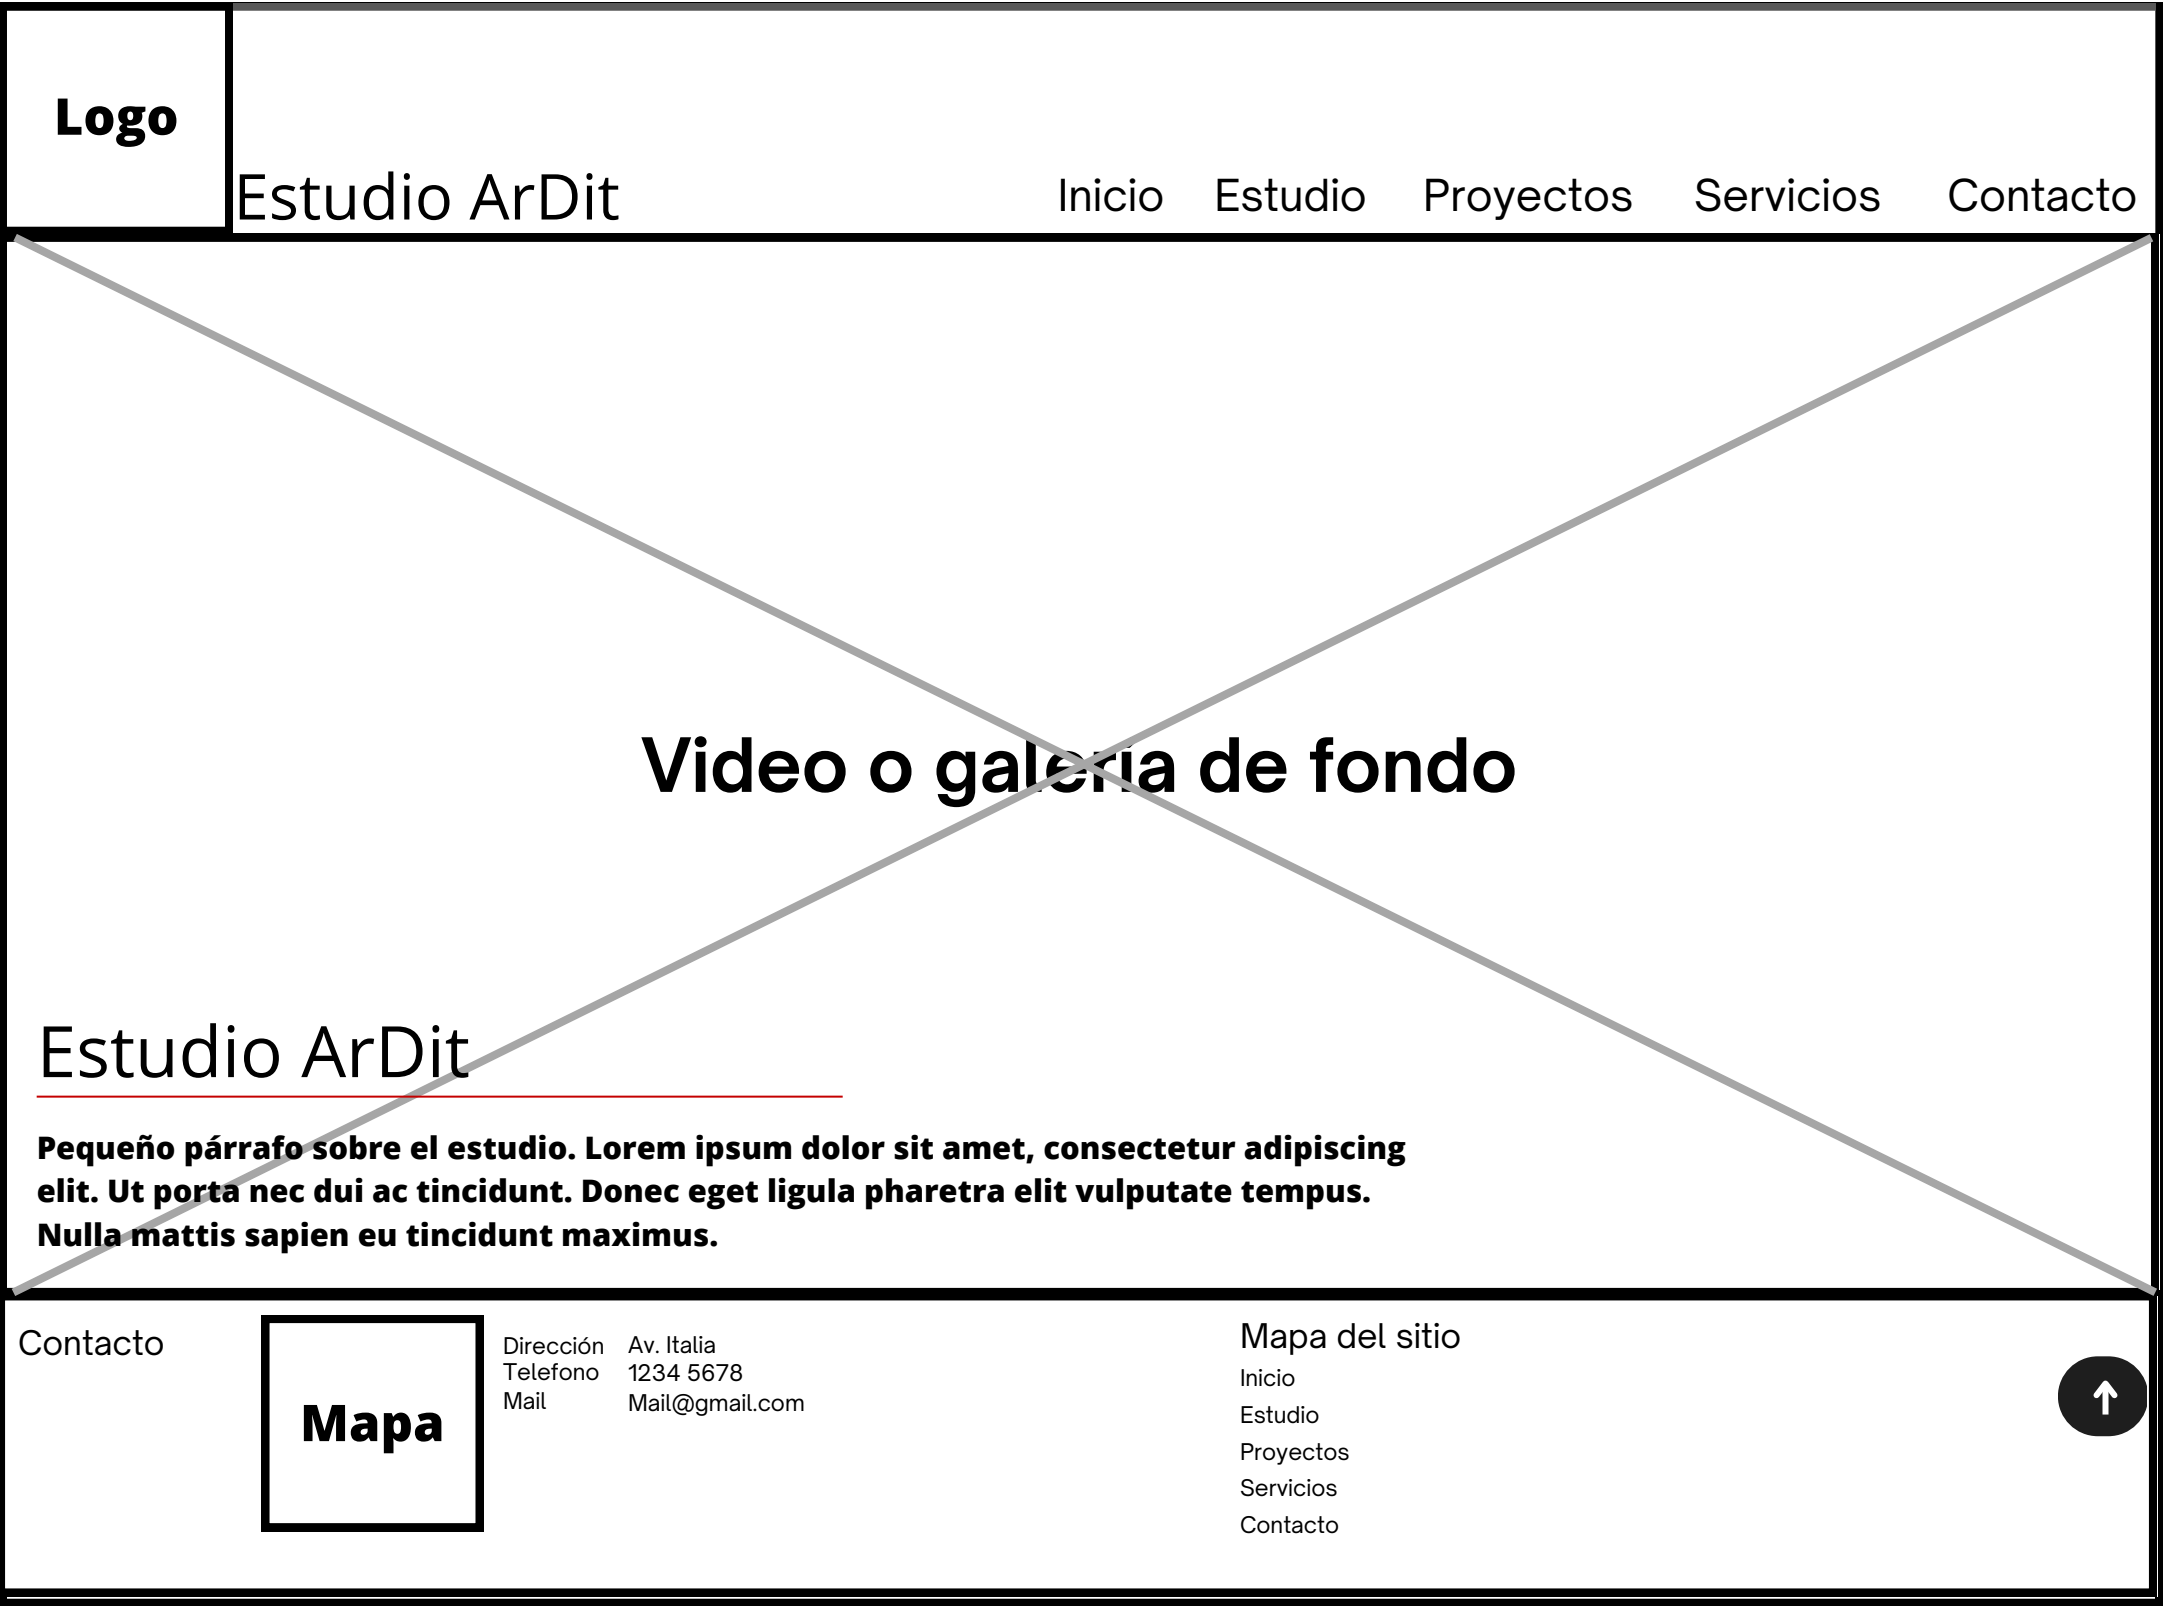 Logo
Estudio ArDit
Inicio Estudio Proyectos Servicios Contacto
Video o galeria de fondo
Estudio ArDit
Pequeño párrafo sobre el estudio. Lorem ipsum dolor sit amet, consectetur adipiscing
elit. Ut porta nec dui ac tincidunt. Donec eget ligula pharetra elit vulputate tempus.
Nulla mattis sapien eu tincidunt maximus.
Contacto
Mapa
Dirección Av. Italia
Telefono 1234 5678
Mail Mail@gmail.com
Mapa del sitio
Inicio
Estudio
Proyectos
Servicios
Contacto